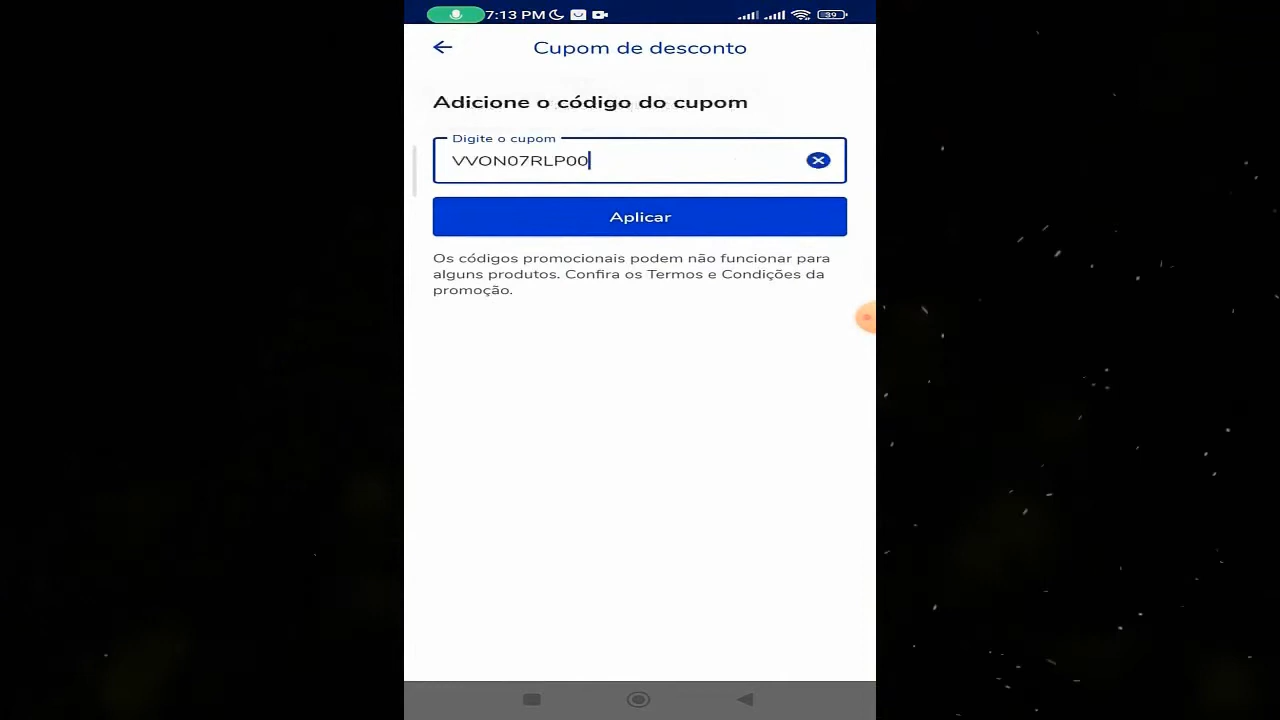 7:13 PM
39
Cupom de desconto
Adicione o código do cupom
Digite o cupom
VVON07RLP00
Aplicar
Os códigos promocionais podem não funcionar para
alguns produtos. Confira os Termos e Condições da
promoção.